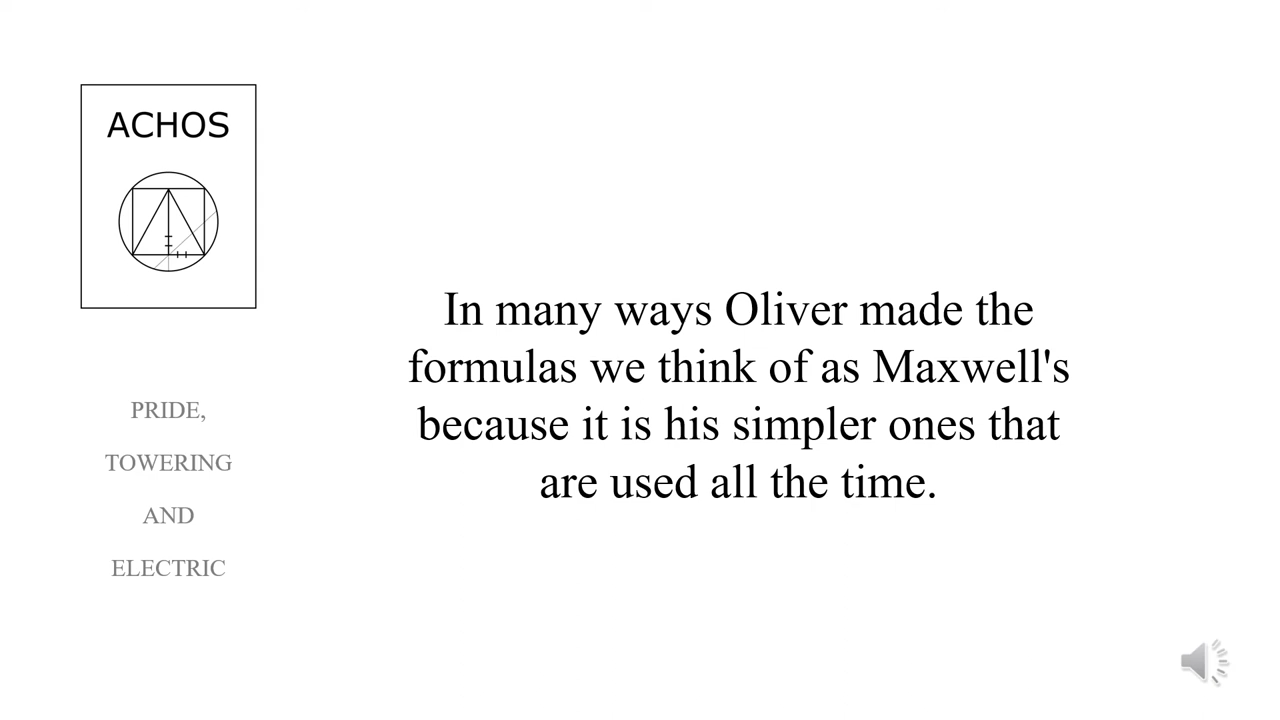 ACHOS
PRIDE,
TOWERING
AND
ELECTRIC
In many ways Oliver made the
formulas we think of as Maxwell's
because it is his simpler ones that
are used all the time.